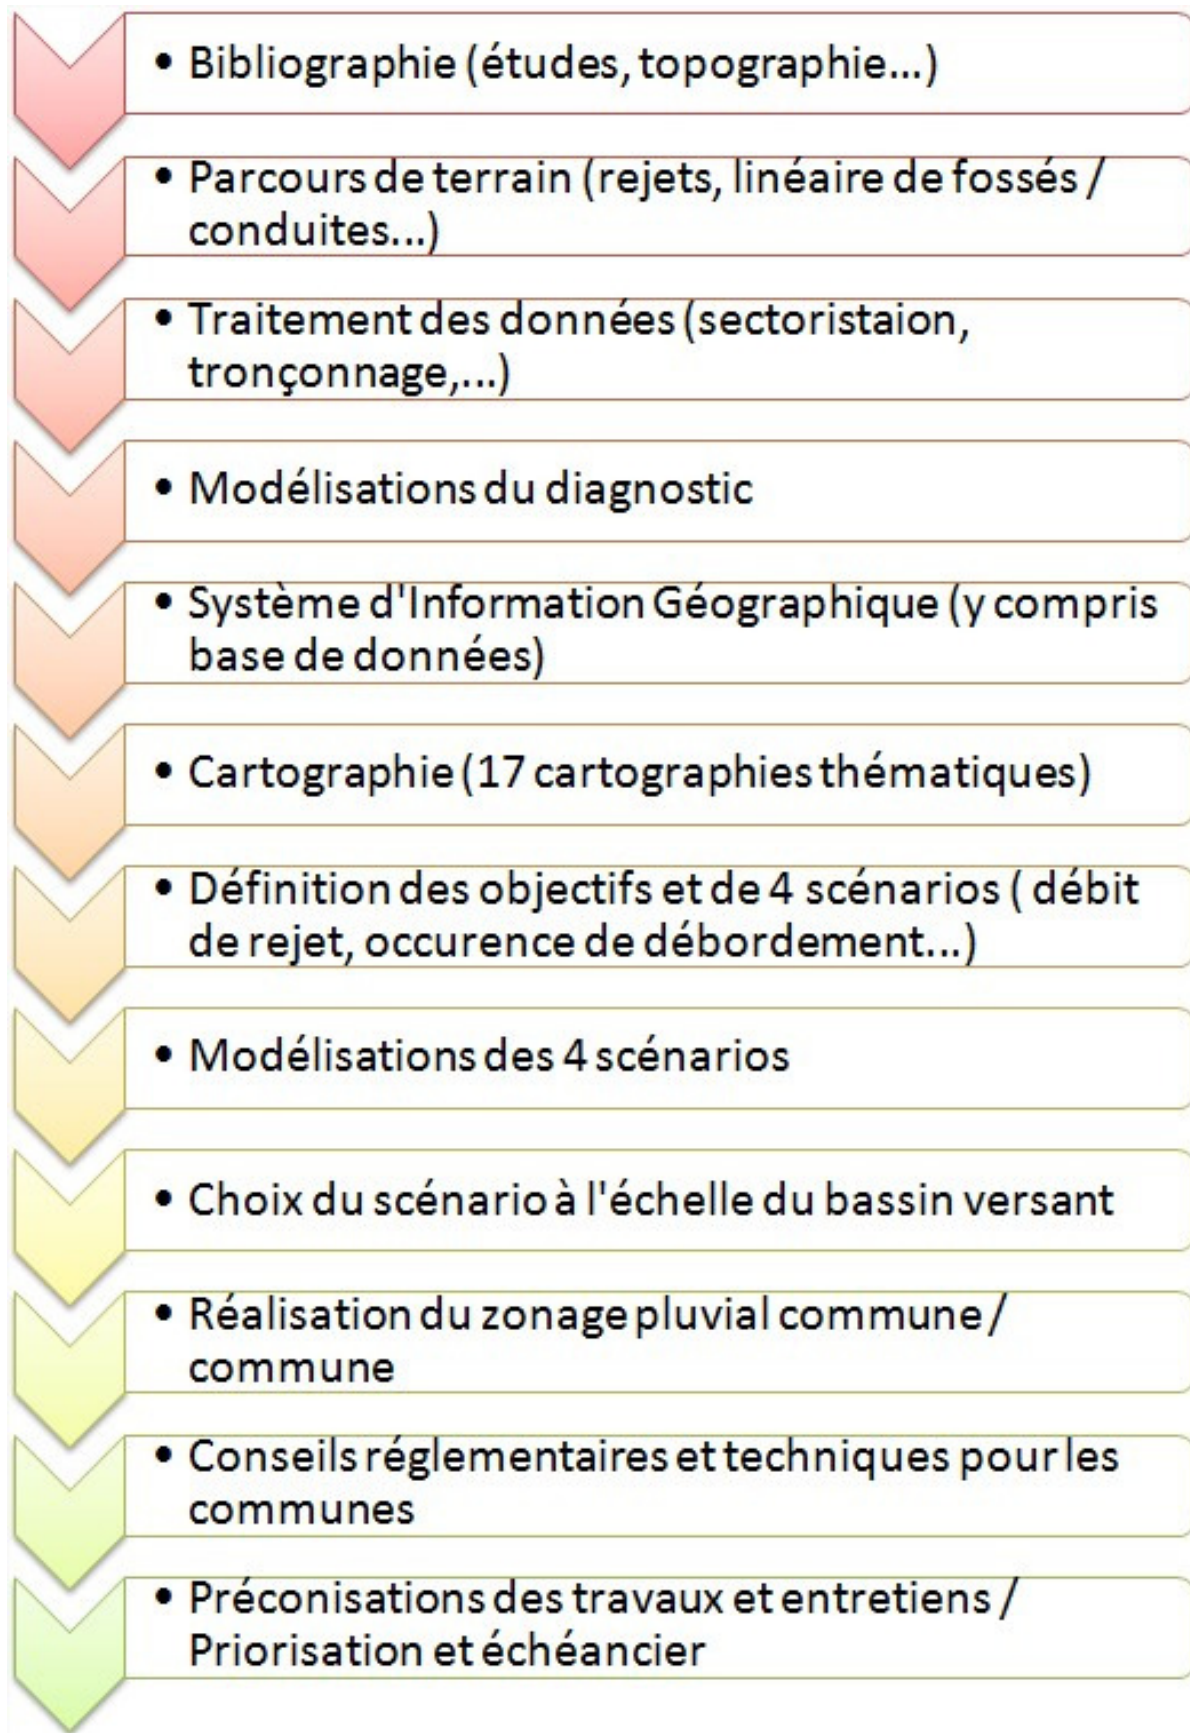 • Bibliographie (études, topographie...)
• Parcours de terrain (rejets, linéaire de fossés /
conduites...)
• Traitement des données (sectoristaion,
tronçonnage,...)
• Modélisations du diagnostic
• Système d'Information Géographique (y compris
base de données)
• Cartographie (17 cartographies thématiques)
• Définition des objectifs et de 4 scénarios ( débit
de rejet, occurence de débordement...)
• Modélisations des 4 scénarios
• Choix du scénario à l'échelle du bassin versant
• Réalisation du zonage pluvial commune /
commune
• Conseils réglementaires et techniques pour les
communes
• Préconisations des travaux et entretiens /
Priorisation et échéancier